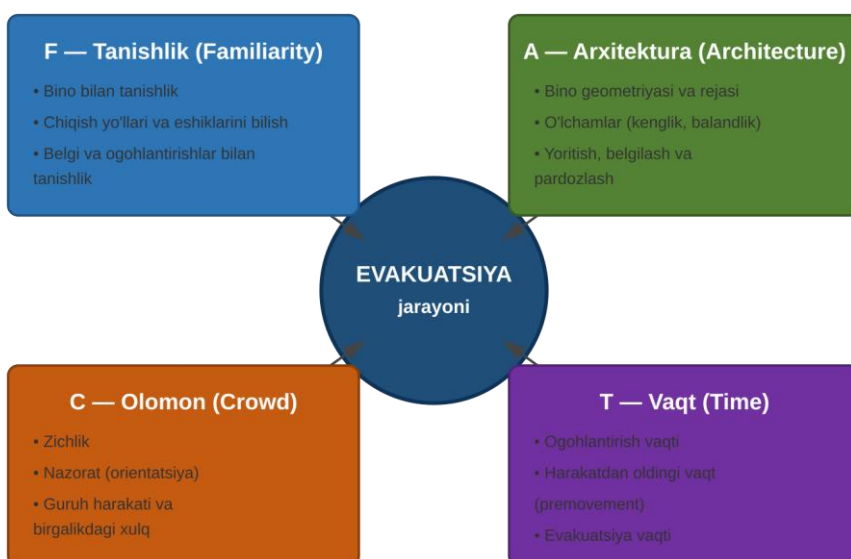 F — Tanishlik (Familiarity)
• Bino bilan tanishlik
• Chiqish yo'llari va eshiklarini bilish
• Belgi va ogohlantirishlar bilan
tanishlik
A — Arxitektura (Architecture)
• Bino geometriyasi va rejasi
• O'lchamlar (kenglik, balandlik)
• Yoritish, belgilash va
pardozlash
EVAKUATSIYA
jarayoni
C — Olomon (Crowd)
• Zichlik
• Nazorat (orientatsiya)
• Guruh harakati va
birgalikdagi xulq
T — Vaqt (Time)
• Ogohlantirish vaqti
• Harakatdan oldingi vaqt
(premovement)
• Evakuatsiya vaqti